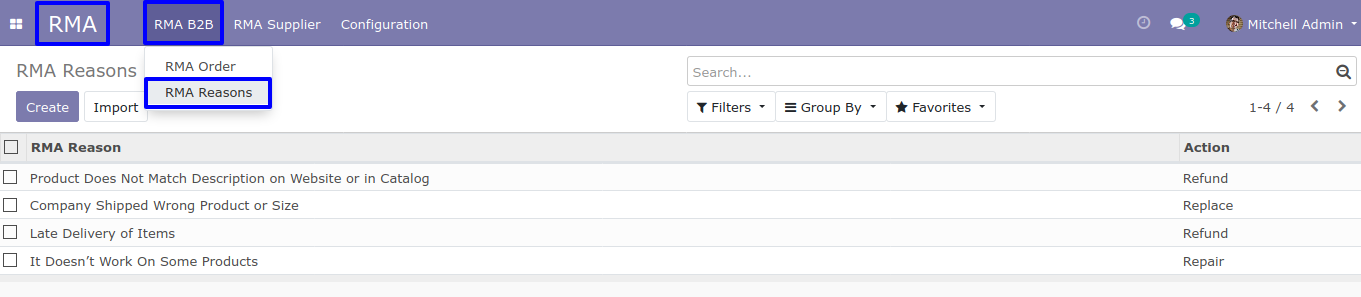 RMA RMA B2B RMA Supplier Configuration 3 Mitchell Admin
RMA Order
RMA Reasons Search...
RMA Reasons
Create Import Filters Group By Favorites 1-4 / 4
RMA Reason Action
Product Does Not Match Description on Website or in Catalog Refund
Company Shipped Wrong Product or Size Replace
Late Delivery of Items Refund
It Doesn’t Work On Some Products Repair